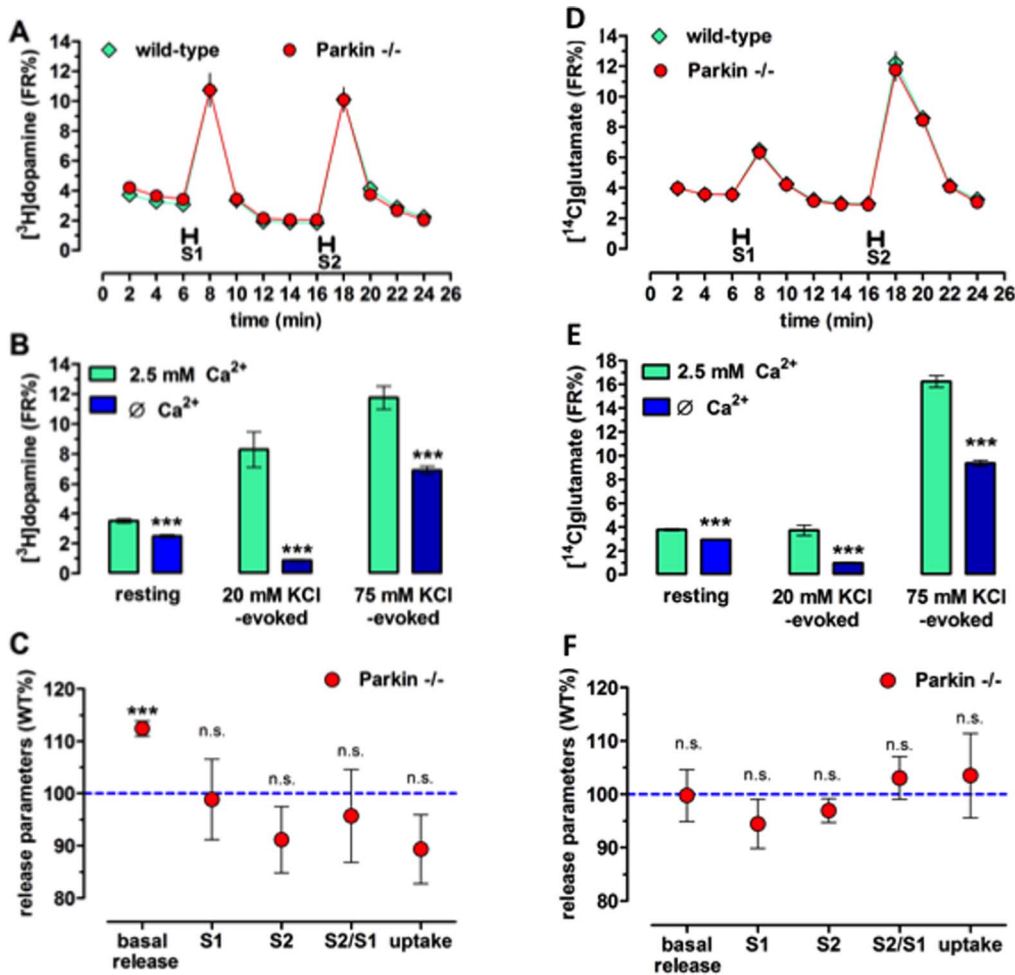 A
[³H]dopamine (FR%)
14
12
10
8
6
4
2
0
wild-type
Parkin -/-
S1
S2
0 2 4 6 8 10 12 14 16 18 20 22 24 26
time (min)
B
[³H]dopamine (FR%)
14
12
10
8
6
4
2
0
2.5 mM Ca²⁺
∅ Ca²⁺
***
***
***
resting
20 mM KCl
-evoked
75 mM KCl
-evoked
C
release parameters (WT%)
120
110
100
90
80
Parkin -/-
***
n.s.
n.s.
n.s.
n.s.
basal
release
S1
S2
S2/S1
uptake
D
[¹⁴C]glutamate (FR%)
14
12
10
8
6
4
2
0
wild-type
Parkin -/-
S1
S2
0 2 4 6 8 10 12 14 16 18 20 22 24 26
time (min)
E
[¹⁴C]glutamate (FR%)
18
16
14
12
10
8
6
4
2
0
2.5 mM Ca²⁺
∅ Ca²⁺
***
***
***
resting
20 mM KCl
-evoked
75 mM KCl
-evoked
F
release parameters (WT%)
120
110
100
90
80
Parkin -/-
n.s.
n.s.
n.s.
n.s.
n.s.
basal
release
S1
S2
S2/S1
uptake